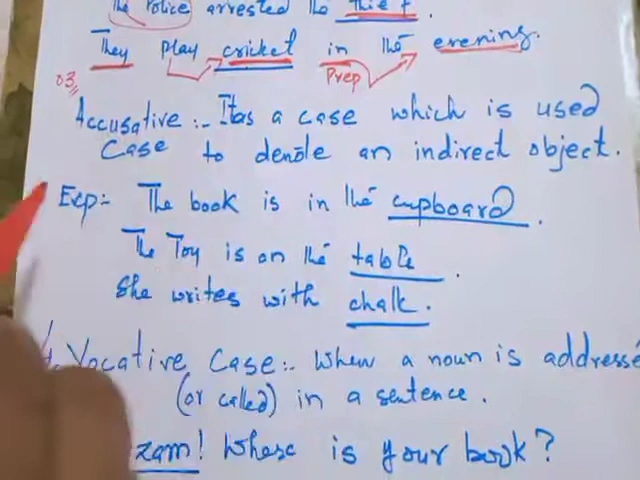 The Police arrested the thief.
They play cricket in the evening.
Prep
03
Accusative :- It is a case which is used
Case to denote an indirect object.
Exp:- The book is in the cupboard.
The Toy is on the table.
She writes with chalk.
4. Vocative Case:- When a noun is addresse
(or called) in a sentence.
zam! Where is your book?